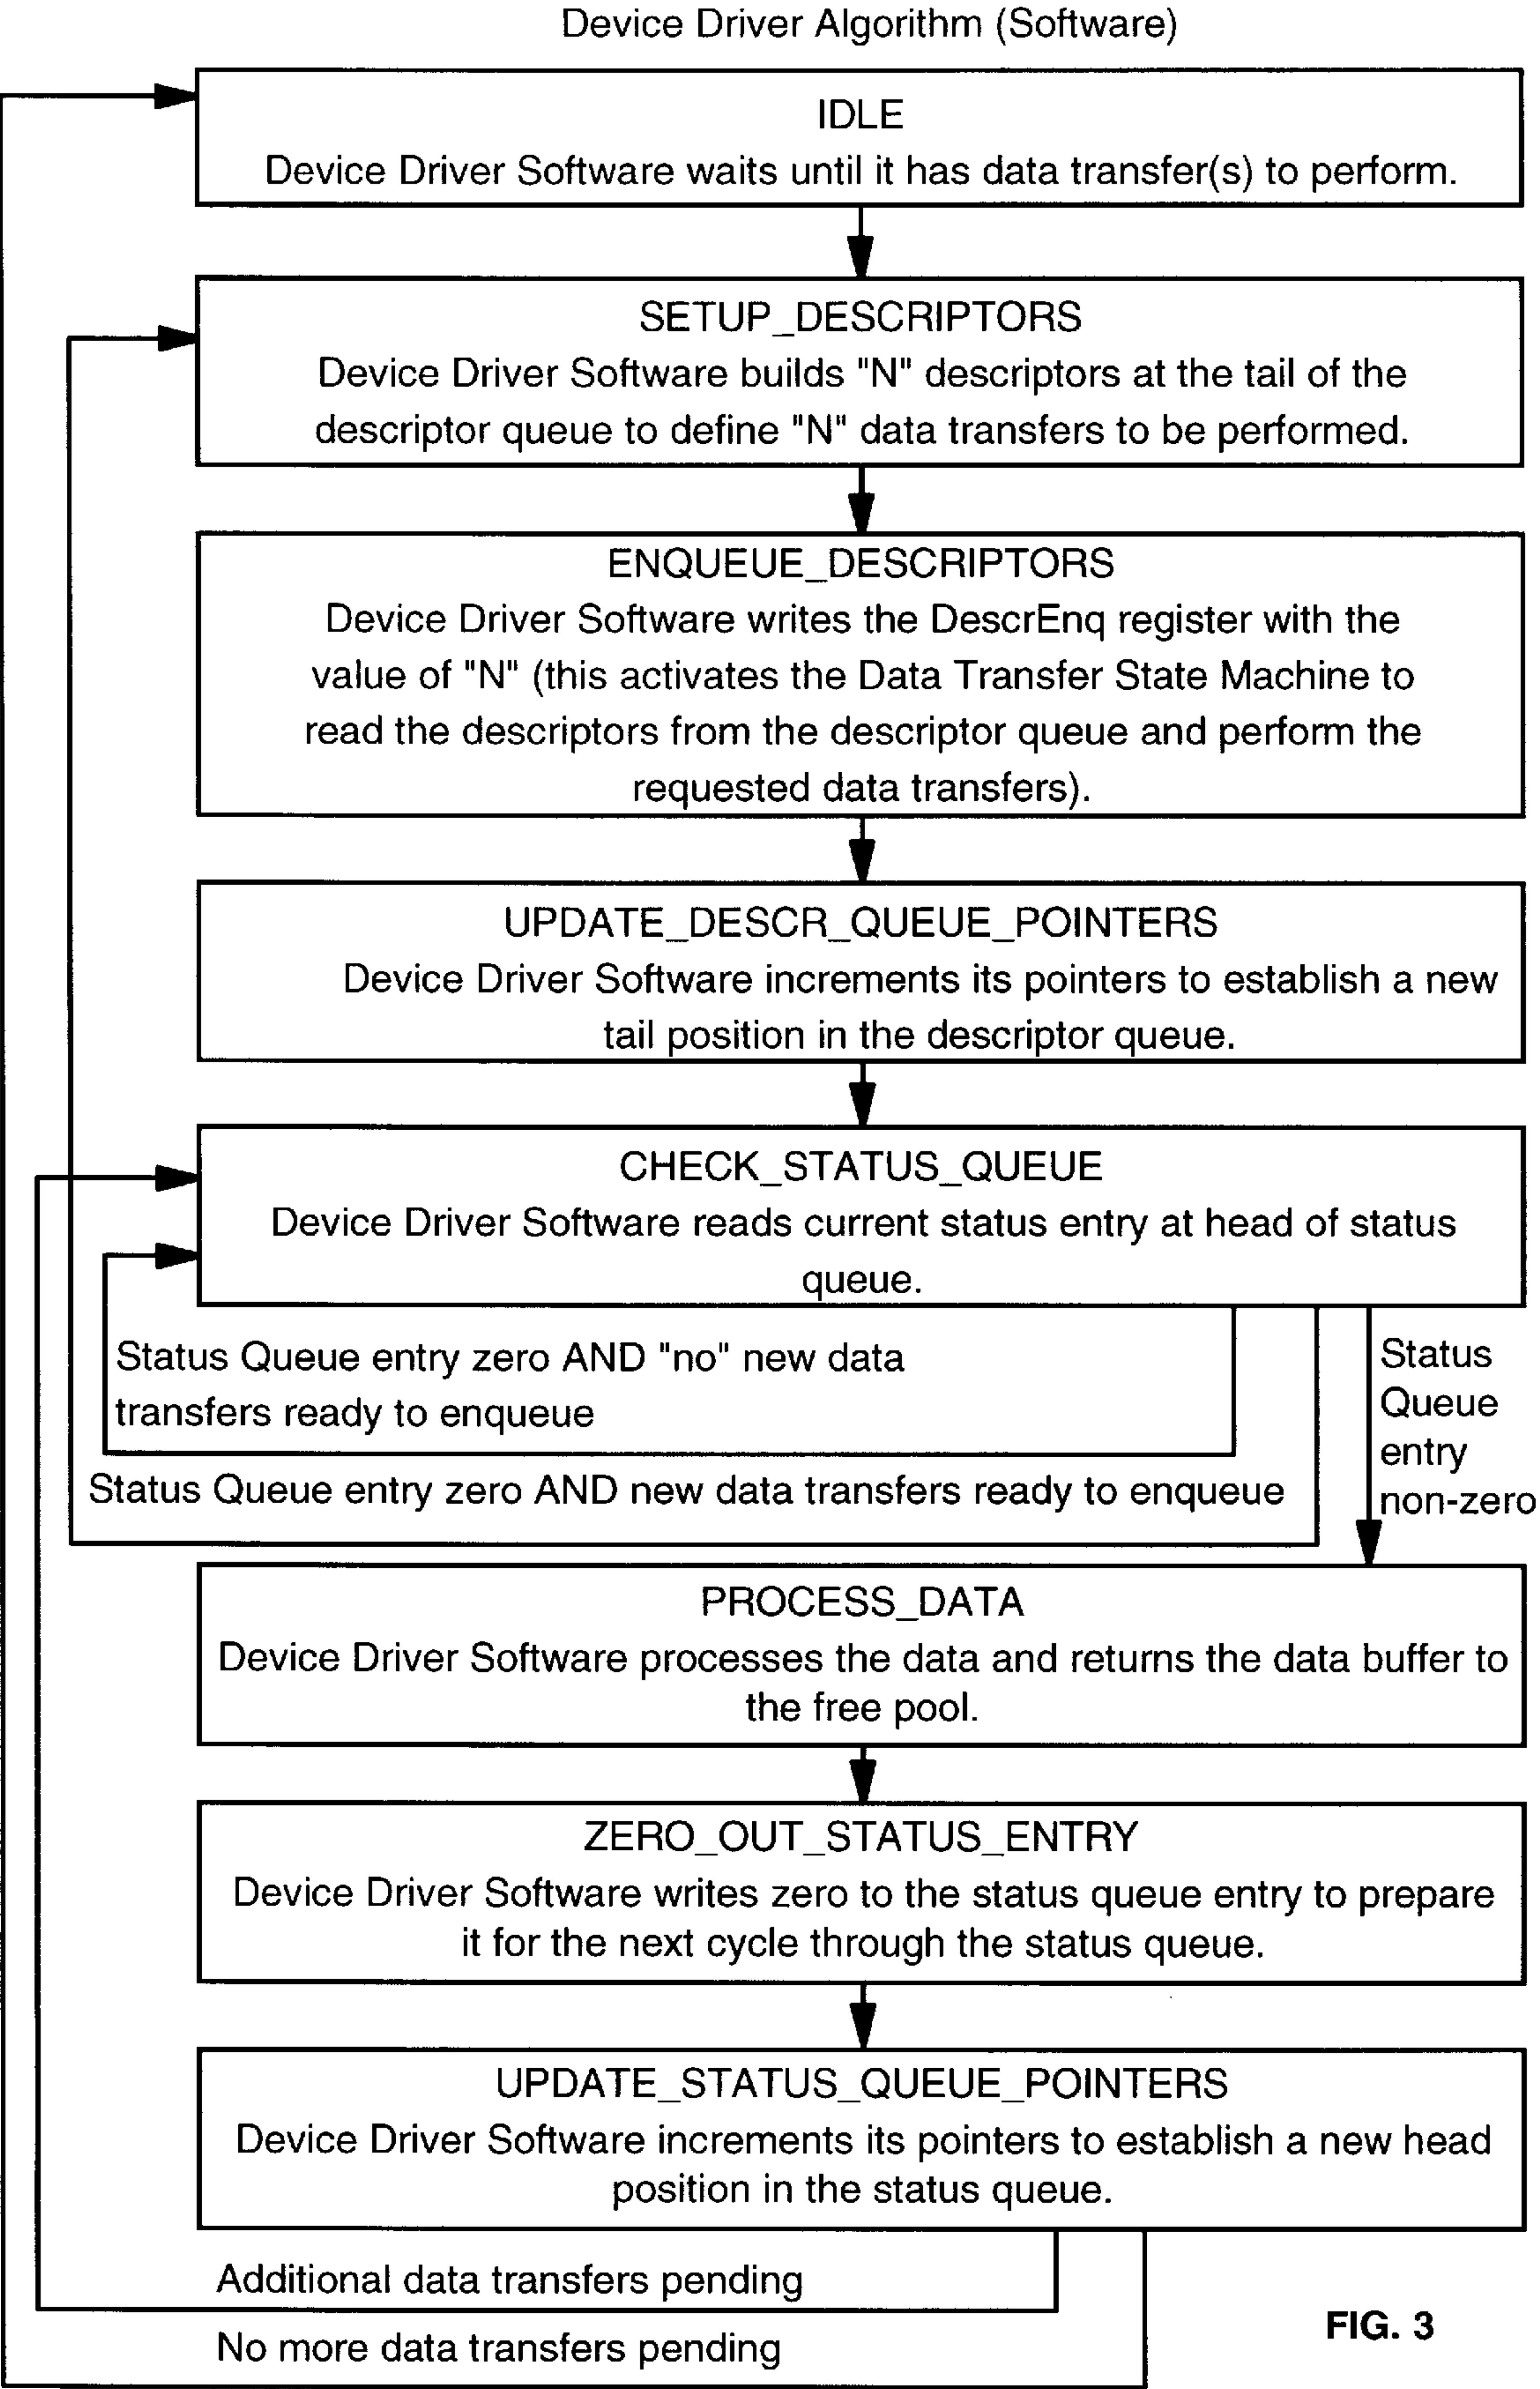 Device Driver Algorithm (Software)
IDLE
Device Driver Software waits until it has data transfer(s) to perform.
SETUP_DESCRIPTORS
Device Driver Software builds "N" descriptors at the tail of the
descriptor queue to define "N" data transfers to be performed.
ENQUEUE_DESCRIPTORS
Device Driver Software writes the DescrEnq register with the
value of "N" (this activates the Data Transfer State Machine to
read the descriptors from the descriptor queue and perform the
requested data transfers).
UPDATE_DESCR_QUEUE_POINTERS
Device Driver Software increments its pointers to establish a new
tail position in the descriptor queue.
CHECK_STATUS_QUEUE
Device Driver Software reads current status entry at head of status
queue.
Status Queue entry zero AND "no" new data
transfers ready to enqueue
Status Queue entry zero AND new data transfers ready to enqueue
Status
Queue
entry
non-zero
PROCESS_DATA
Device Driver Software processes the data and returns the data buffer to
the free pool.
ZERO_OUT_STATUS_ENTRY
Device Driver Software writes zero to the status queue entry to prepare
it for the next cycle through the status queue.
UPDATE_STATUS_QUEUE_POINTERS
Device Driver Software increments its pointers to establish a new head
position in the status queue.
Additional data transfers pending
No more data transfers pending
FIG. 3